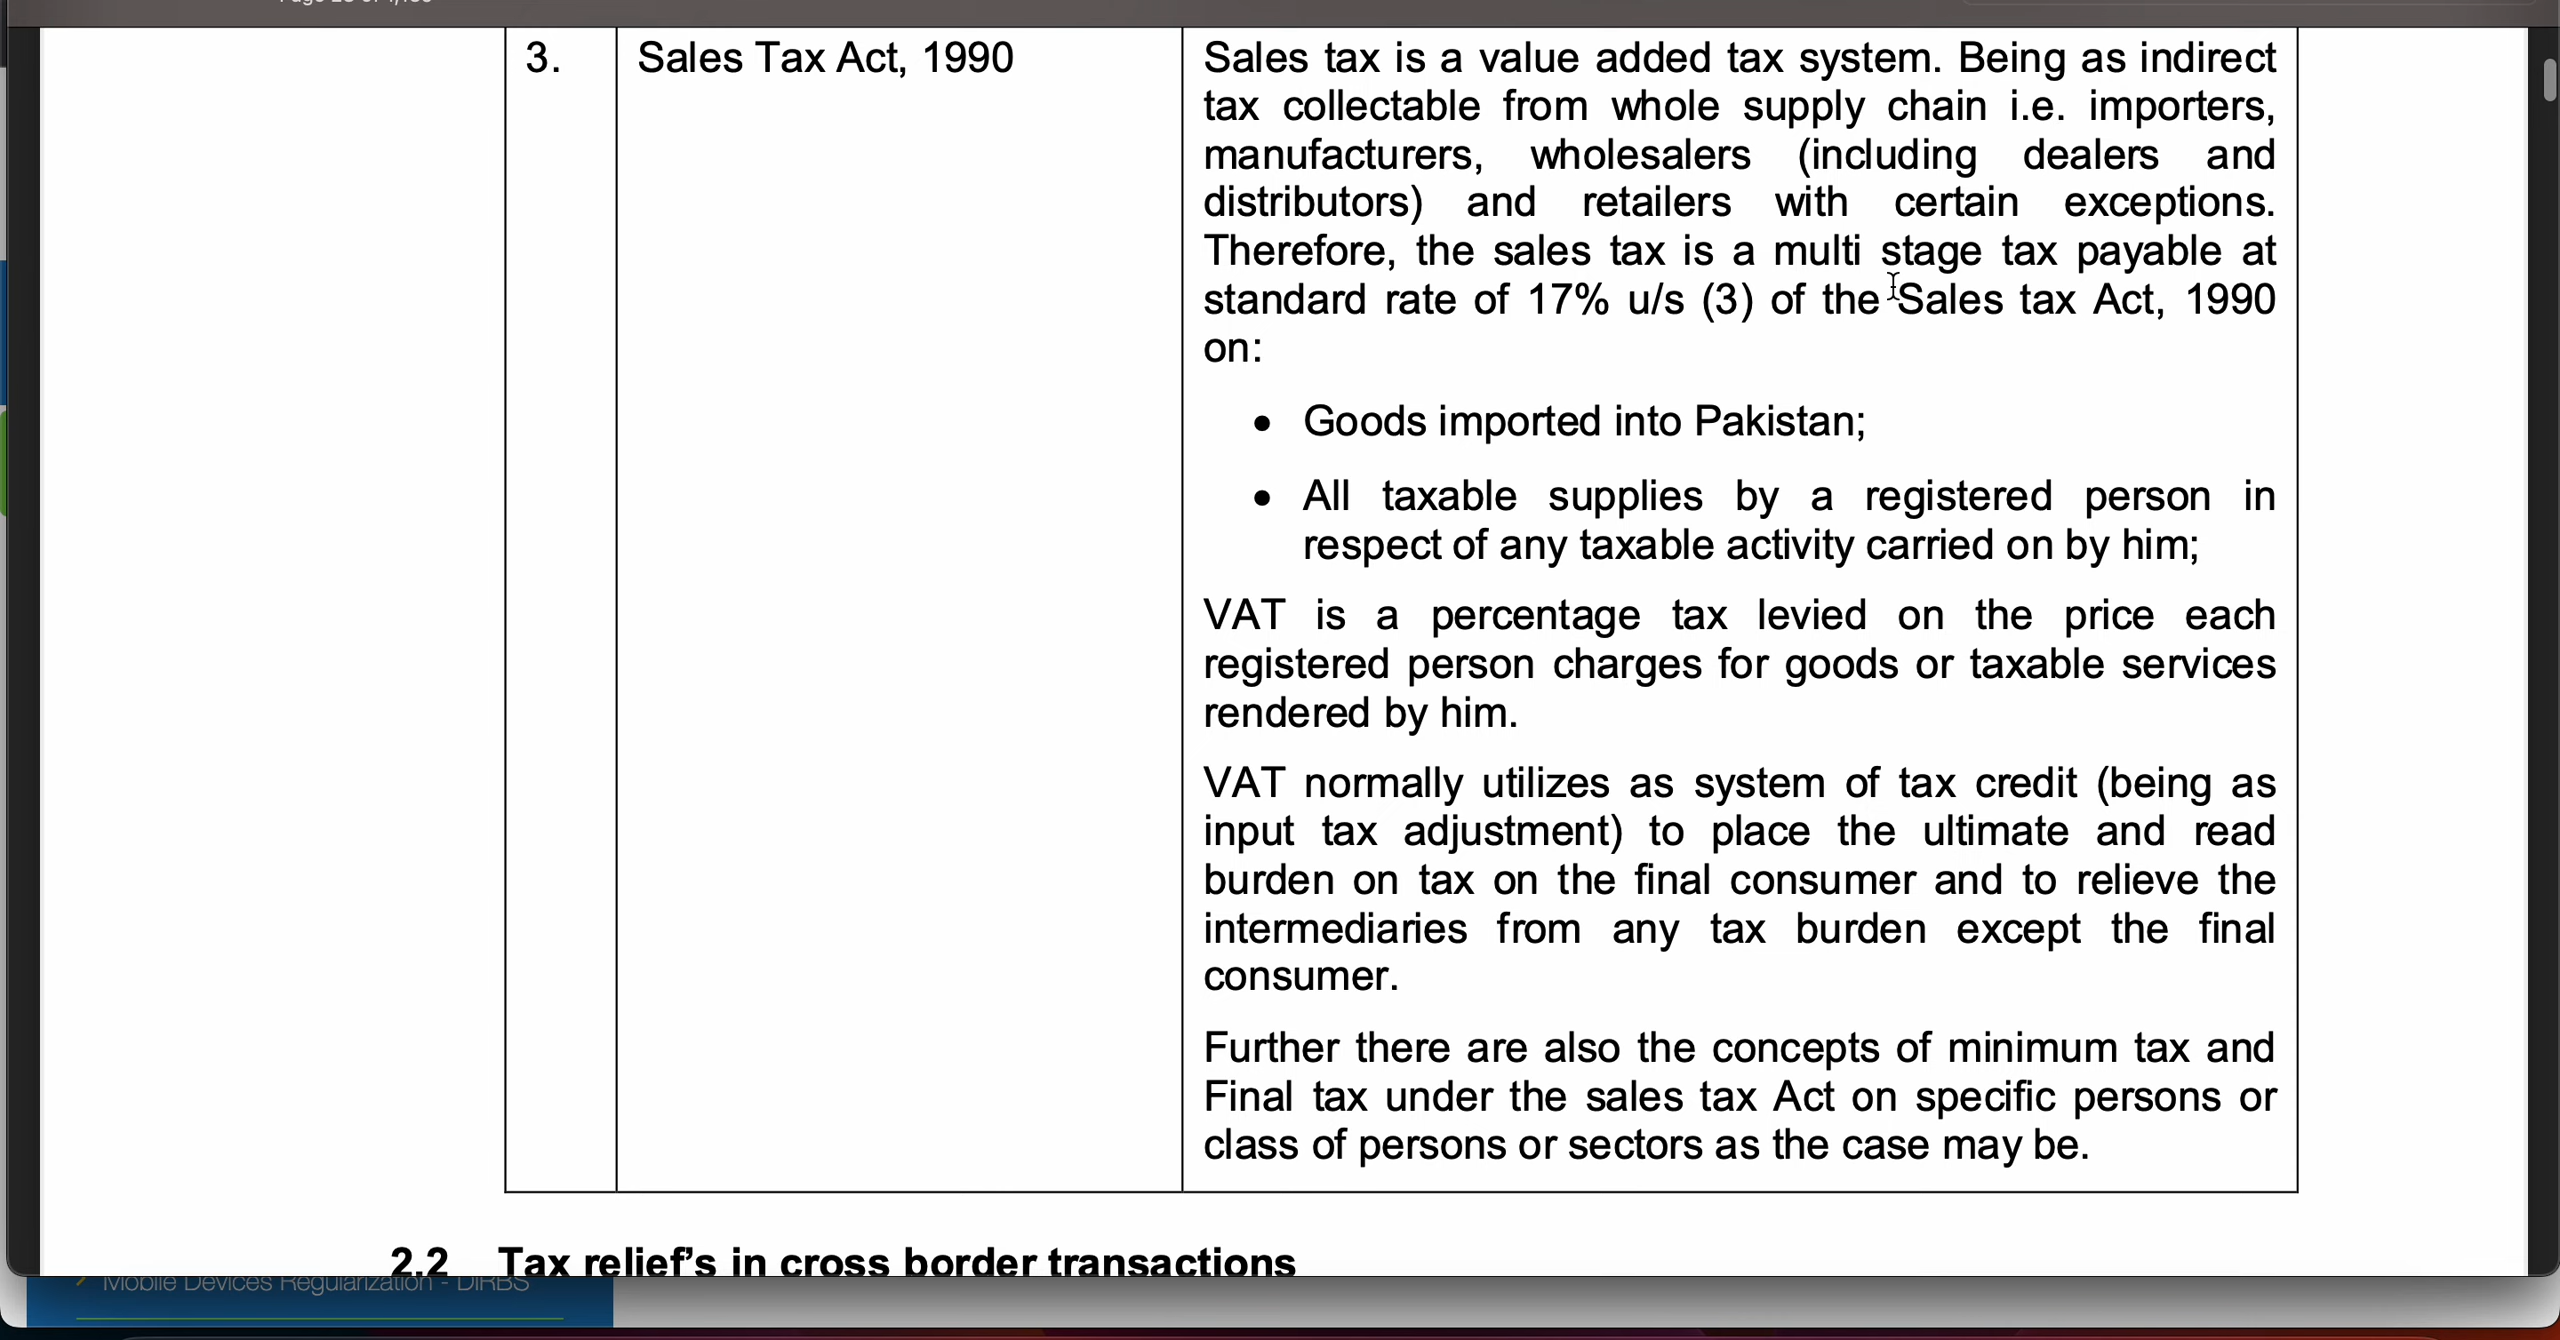 3. Sales Tax Act, 1990 Sales tax is a value added tax system. Being as indirect
tax collectable from whole supply chain i.e. importers,
manufacturers, wholesalers (including dealers and
distributors) and retailers with certain exceptions.
Therefore, the sales tax is a multi stage tax payable at
standard rate of 17% u/s (3) of the Sales tax Act, 1990
on:
• Goods imported into Pakistan;
• All taxable supplies by a registered person in
respect of any taxable activity carried on by him;
VAT is a percentage tax levied on the price each
registered person charges for goods or taxable services
rendered by him.
VAT normally utilizes as system of tax credit (being as
input tax adjustment) to place the ultimate and read
burden on tax on the final consumer and to relieve the
intermediaries from any tax burden except the final
consumer.
Further there are also the concepts of minimum tax and
Final tax under the sales tax Act on specific persons or
class of persons or sectors as the case may be.
2.2 Tax relief's in cross border transactions
Mobile Devices Regularization - DIRBS